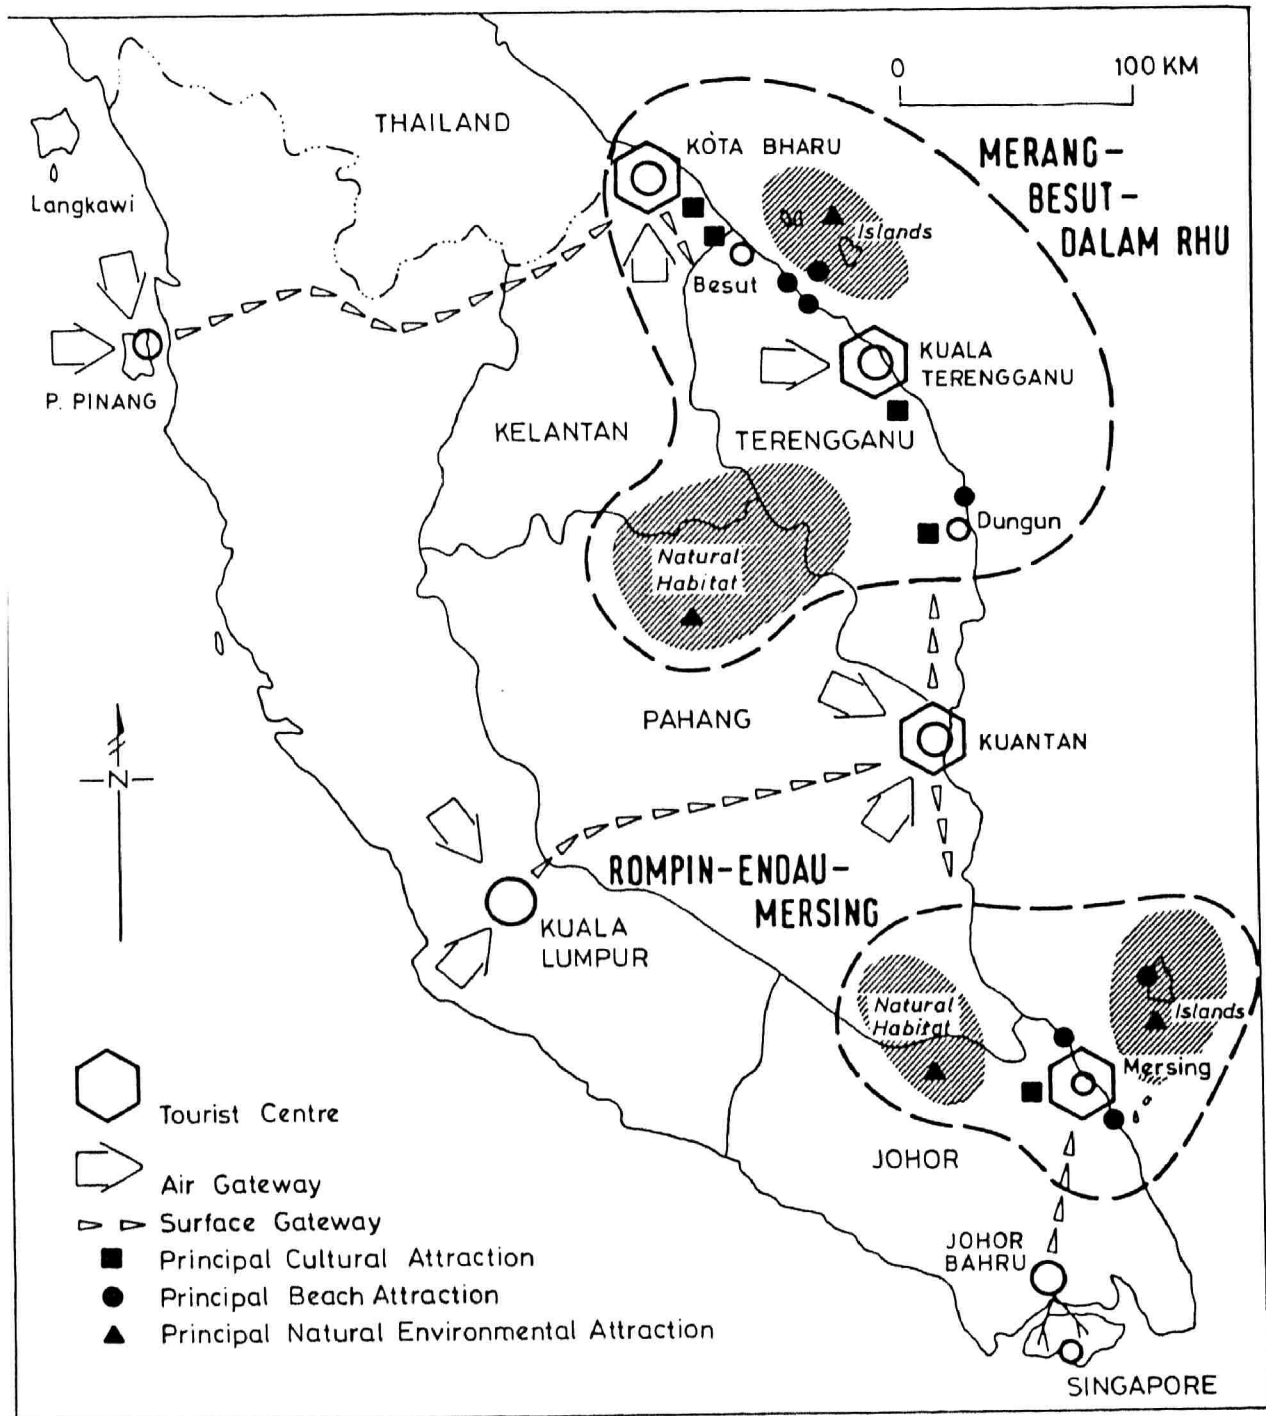 0 100 KM
THAILAND
KOTA BHARU
MERANG-
BESUT-
DALAM RHU
Langkawi
Islands
Besut
P. PINANG
KUALA
TERENGGANU
KELANTAN
TERENGGANU
Dungun
Natural
Habitat
PAHANG
KUANTAN
N
ROMPIN-ENDAU-
MERSING
KUALA
LUMPUR
Natural
Habitat
Islands
Mersing
JOHOR
JOHOR
BAHRU
SINGAPORE
Tourist Centre
Air Gateway
Surface Gateway
Principal Cultural Attraction
Principal Beach Attraction
Principal Natural Environmental Attraction